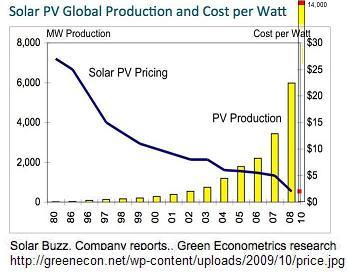 Solar PV Global Production and Cost per Watt
14,000
MW Production
Cost per Watt
8,000
6,000
4,000
2,000
0
$30
$25
$20
$15
$10
$5
$0
Solar PV Pricing
PV Production
80 86 95 97 99 00 01 02 03 04 05 06 07 08 10
Solar Buzz. Company reports.. Green Econometrics research
http://greenecon.net/wp-content/uploads/2009/10/price.jpg